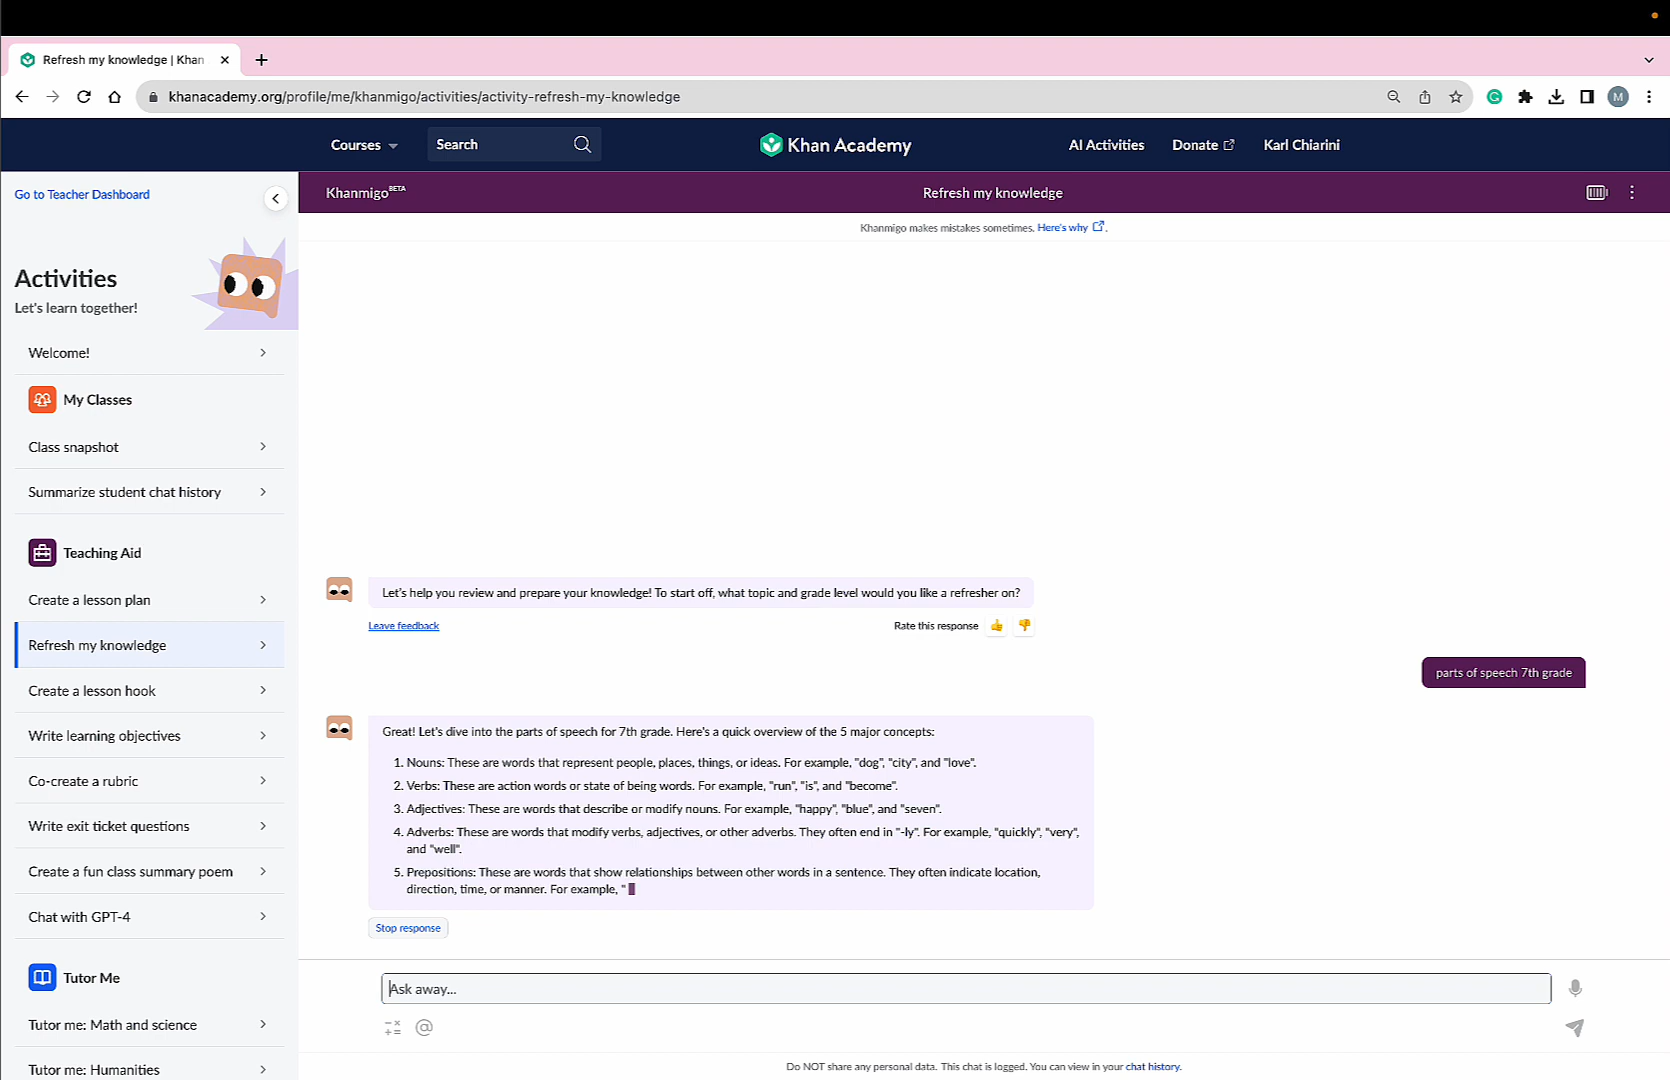 Refresh my knowledge | Khan
khanacademy.org/profile/me/khanmigo/activities/activity-refresh-my-knowledge
M
Courses
Search
Khan Academy
AI Activities
Donate
Karl Chiarini
Go to Teacher Dashboard
Khanmigo BETA
Refresh my knowledge
Khanmigo makes mistakes sometimes. Here's why.
Activities
Let's learn together!
Welcome!
My Classes
Class snapshot
Summarize student chat history
Teaching Aid
Create a lesson plan
Refresh my knowledge
Create a lesson hook
Write learning objectives
Co-create a rubric
Write exit ticket questions
Create a fun class summary poem
Chat with GPT-4
Tutor Me
Tutor me: Math and science
Tutor me: Humanities
Let's help you review and prepare your knowledge! To start off, what topic and grade level would you like a refresher on?
Leave feedback
Rate this response
parts of speech 7th grade
Great! Let's dive into the parts of speech for 7th grade. Here's a quick overview of the 5 major concepts:
1. Nouns: These are words that represent people, places, things, or ideas. For example, "dog", "city", and "love".
2. Verbs: These are action words or state of being words. For example, "run", "is", and "become".
3. Adjectives: These are words that describe or modify nouns. For example, "happy", "blue", and "seven".
4. Adverbs: These are words that modify verbs, adjectives, or other adverbs. They often end in "-ly". For example, "quickly", "very",
and "well".
5. Prepositions: These are words that show relationships between other words in a sentence. They often indicate location,
direction, time, or manner. For example, "
Stop response
Ask away...
Do NOT share any personal data. This chat is logged. You can view in your chat history.